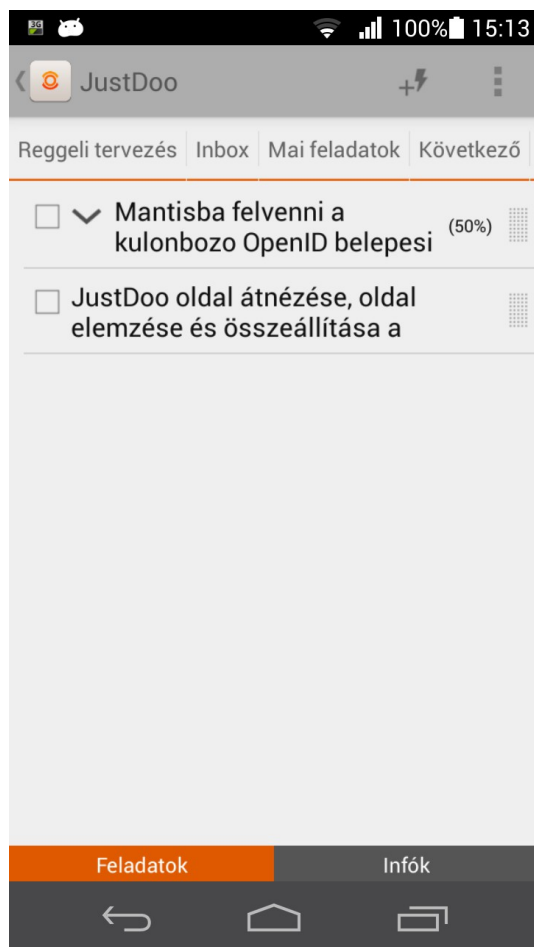 3G 100% 15:13
JustDoo
Reggeli tervezés Inbox Mai feladatok Következő
Mantisba felvenni a
kulonbozo OpenID belepesi
(50%)
JustDoo oldal átnézése, oldal
elemzése és összeállítása a
Feladatok Infók